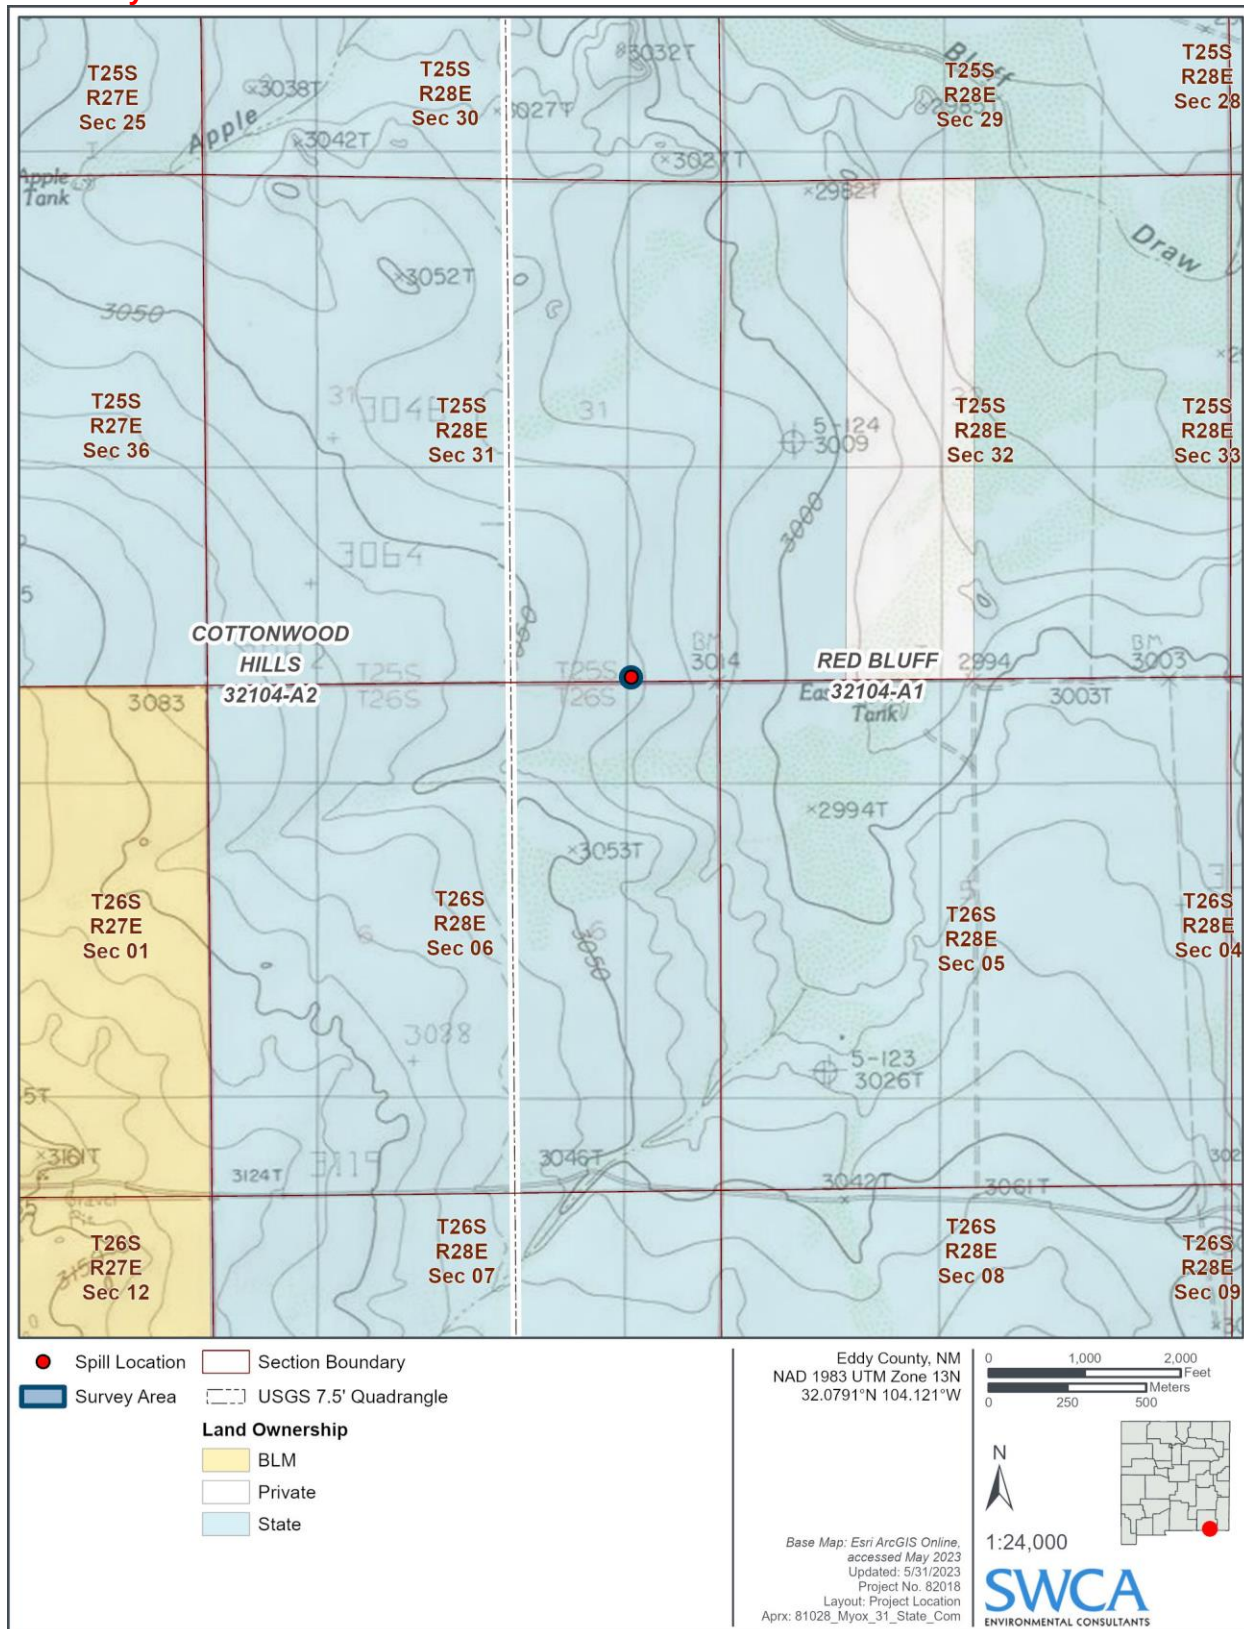 T25S
R27E
Sec 25
3038T
Apple
3042T
T25S
R28E
Sec 30
3032T
3027T
3027T
Bluff
T25S
R28E
Sec 29
T25S
R28E
Sec 28
Apple
Tank
2982T
Draw
3052T
3050
T25S
R27E
Sec 36
31
T25S
R28E
Sec 31
31
5-124
3009
T25S
R28E
Sec 32
T25S
R28E
Sec 33
3000
3064
COTTONWOOD
HILLS
32104-A2
T25S
T26S
T25S
T26S
BM
3014
RED BLUFF
32104-A1
Tank
2994
BM
3003
3003T
3083
2994T
3053T
T26S
R27E
Sec 01
6
T26S
R28E
Sec 06
3050
6
T26S
R28E
Sec 05
T26S
R28E
Sec 04
3088
5-123
3026T
3161T
3124T
3115
3046T
3042T
3061T
T26S
R27E
Sec 12
T26S
R28E
Sec 07
T26S
R28E
Sec 08
T26S
R28E
Sec 09
Spill Location
Survey Area
Section Boundary
USGS 7.5' Quadrangle
Land Ownership
BLM
Private
State
Eddy County, NM
NAD 1983 UTM Zone 13N
32.0791°N 104.121°W
Base Map: Esri ArcGIS Online,
accessed May 2023
Updated: 5/31/2023
Project No. 82018
Layout: Project Location
Aprx: 81028_Myox_31_State_Com
0 1,000 2,000
Feet
Meters
0 250 500
N
1:24,000
SWCA
ENVIRONMENTAL CONSULTANTS